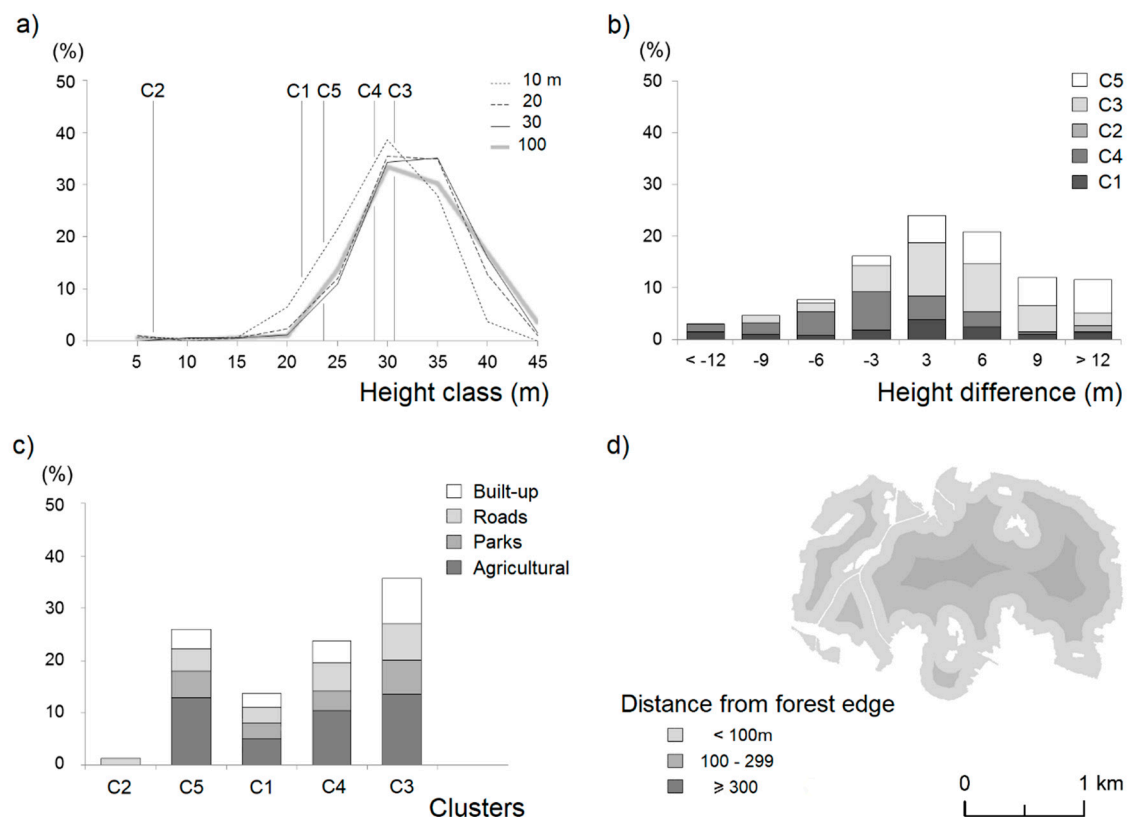 a)
(%)
50
40
30
20
10
0
C2 C1 C5 C4 C3
10 m
20
30
100
5 10 15 20 25 30 35 40 45
Height class (m)
b)
(%)
50
40
30
20
10
0
C5
C3
C2
C4
C1
< -12 -9 -6 -3 3 6 9 > 12
Height difference (m)
c)
(%)
50
40
30
20
10
0
Built-up
Roads
Parks
Agricultural
C2 C5 C1 C4 C3
Clusters
d)
Distance from forest edge
< 100m
100 - 299
⩾ 300
0 1 km